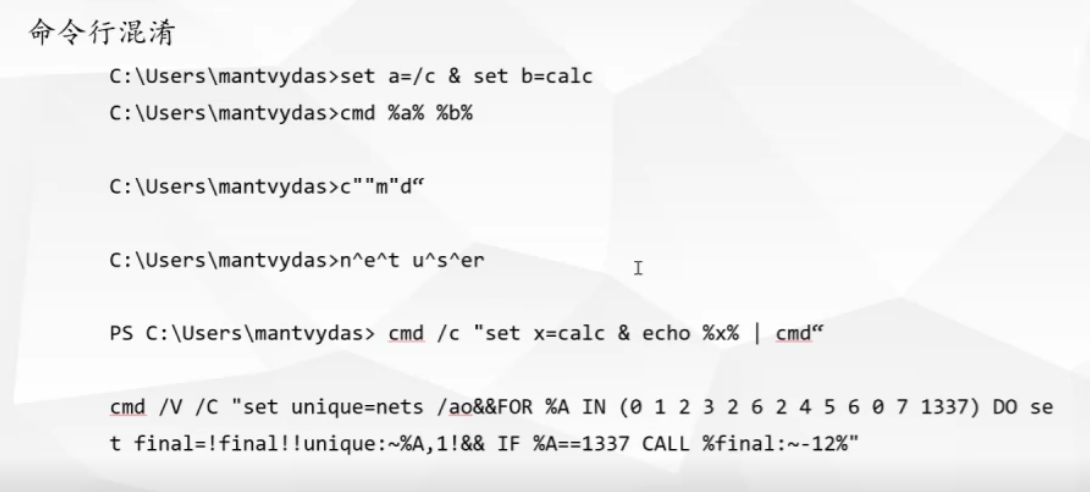 命令行混淆
C:\Users\mantvydas>set a=/c & set b=calc
C:\Users\mantvydas>cmd %a% %b%
C:\Users\mantvydas>c""m"d“
C:\Users\mantvydas>n^e^t u^s^er
PS C:\Users\mantvydas> cmd /c "set x=calc & echo %x% | cmd“
cmd /V /C "set unique=nets /ao&&FOR %A IN (0 1 2 3 2 6 2 4 5 6 0 7 1337) DO se
t final=!final!!unique:~%A,1!&& IF %A==1337 CALL %final:~-12%"